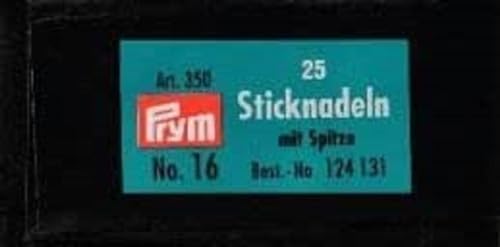 Art. 350
Prym
No. 16
25
Sticknadeln
mit Spitze
Best.-No 124 131